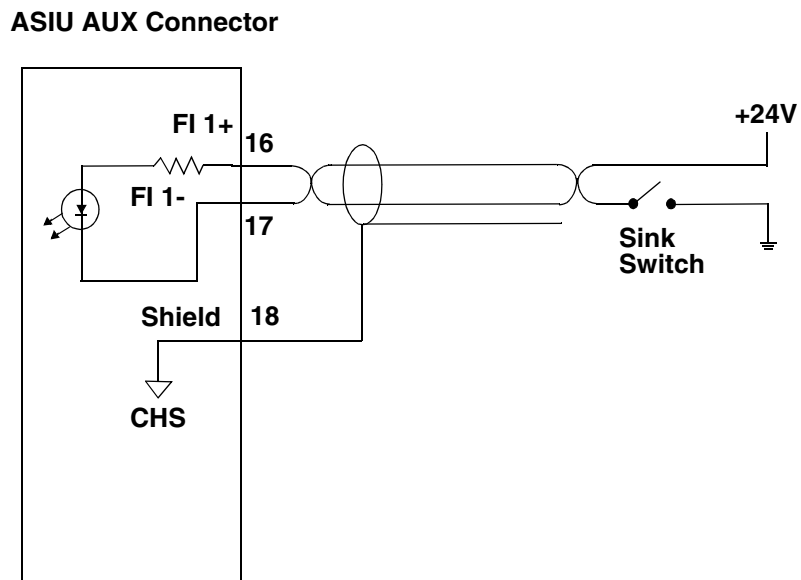 ASIU AUX Connector
+24V
FI 1+
16
FI 1-
17
Sink
Switch
Shield
18
CHS